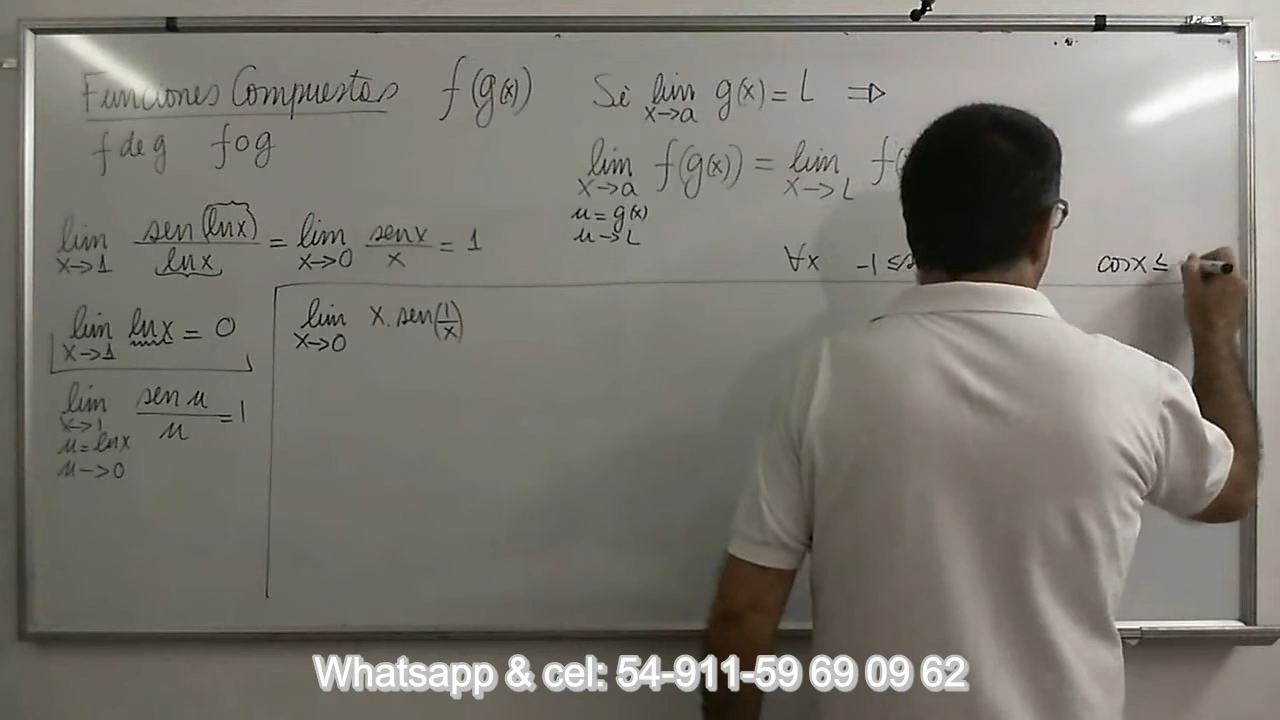 Funciones Compuestas f(g(x))
f de g f o g
Si lim g(x) = L ⇒
x→a
lim f(g(x)) = lim f(
x→a x→L
u = g(x)
u→L
lim sen(lnx) / lnx = lim senx / x = 1
x→1 x→0
∀x -1 ≤ cosx ≤
lim lnx = 0
x→1
lim sen u / u = 1
x→1
u = lnx
u→0
lim x. sen(1/x)
x→0
Whatsapp & cel: 54-911-59 69 09 62